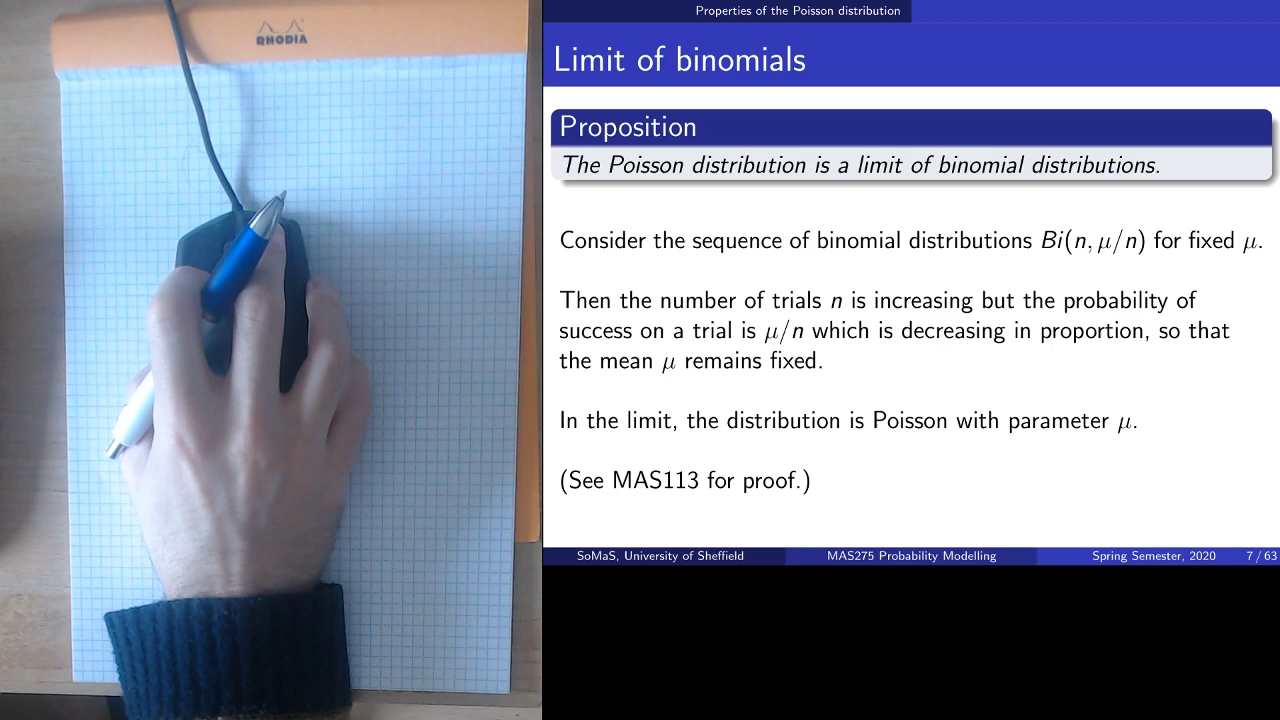 RHODIA
Properties of the Poisson distribution
Limit of binomials
Proposition
The Poisson distribution is a limit of binomial distributions.
Consider the sequence of binomial distributions Bi(n, μ/n) for fixed μ.
Then the number of trials n is increasing but the probability of
success on a trial is μ/n which is decreasing in proportion, so that
the mean μ remains fixed.
In the limit, the distribution is Poisson with parameter μ.
(See MAS113 for proof.)
SoMaS, University of Sheffield MAS275 Probability Modelling Spring Semester, 2020 7 / 63